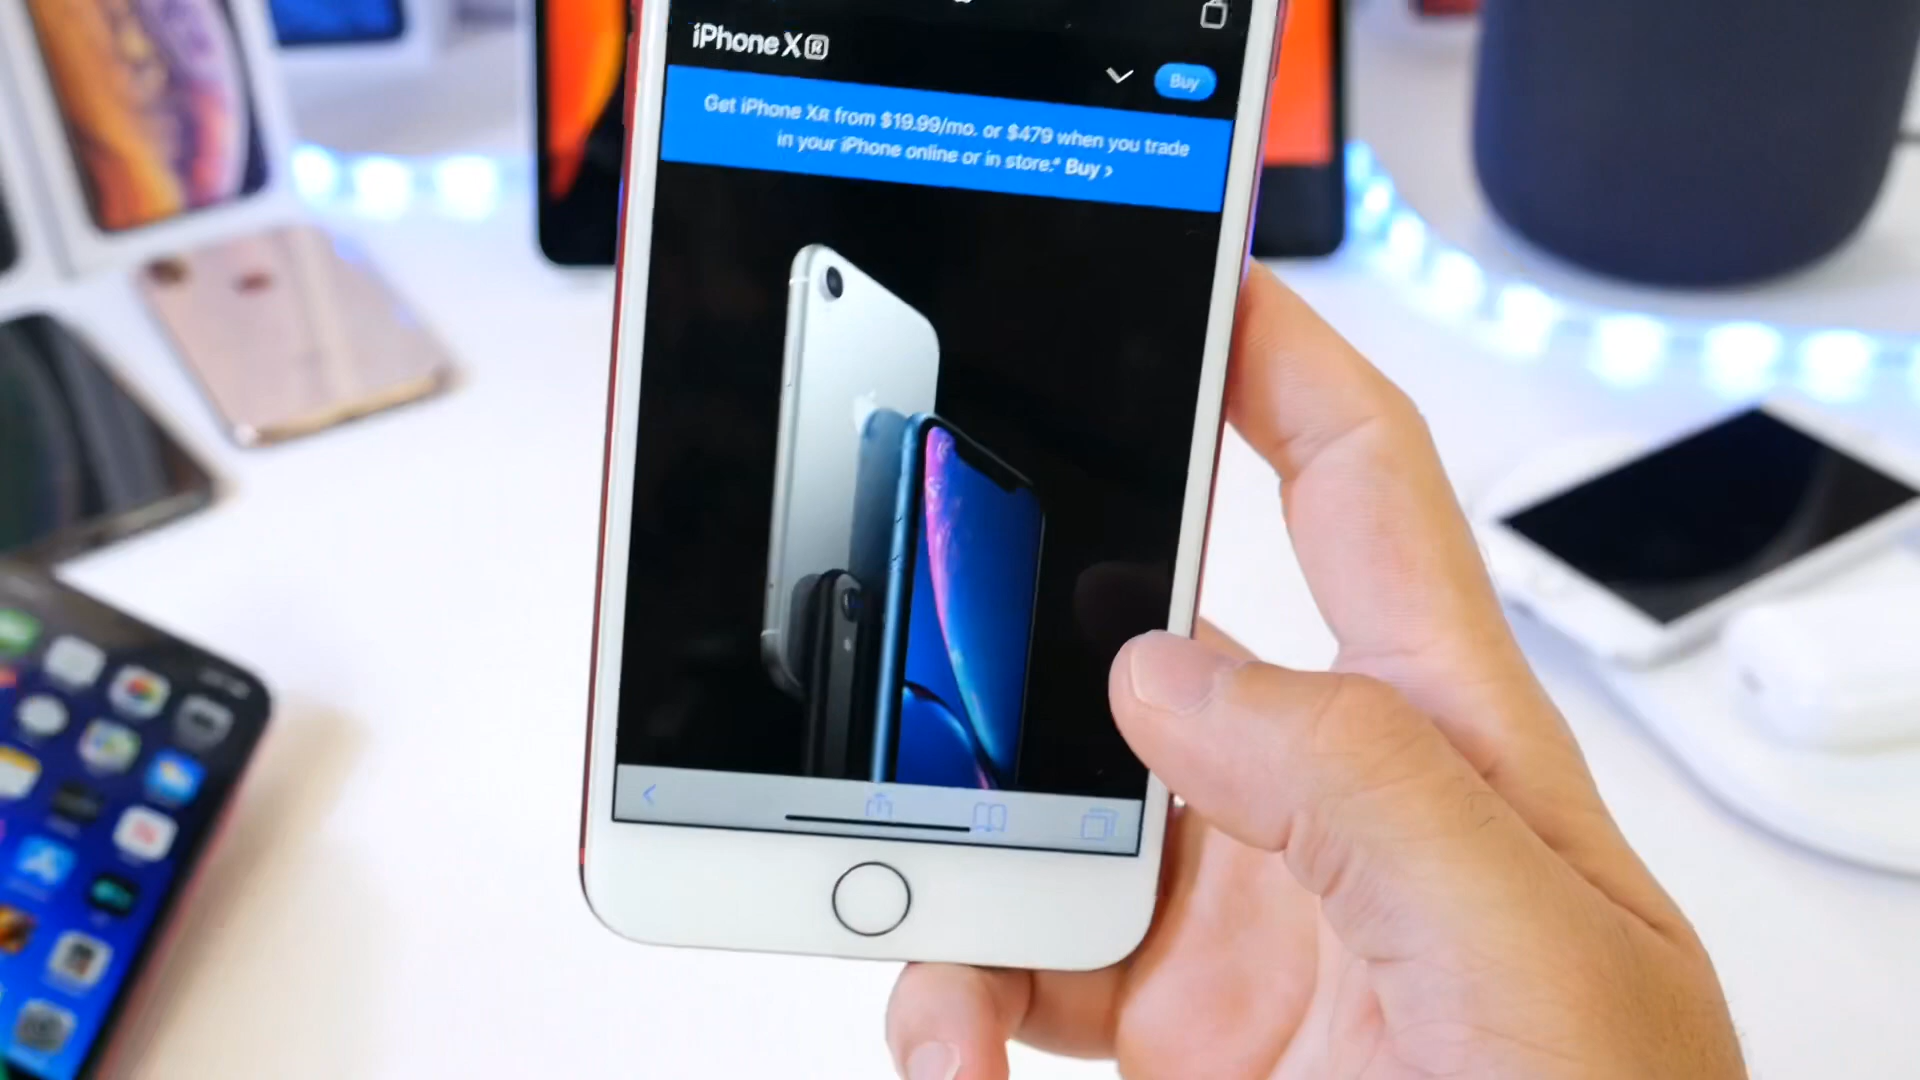 iPhone XR
Buy
Get iPhone XR from $19.99/mo. or $479 when you trade
in your iPhone online or in store.* Buy >